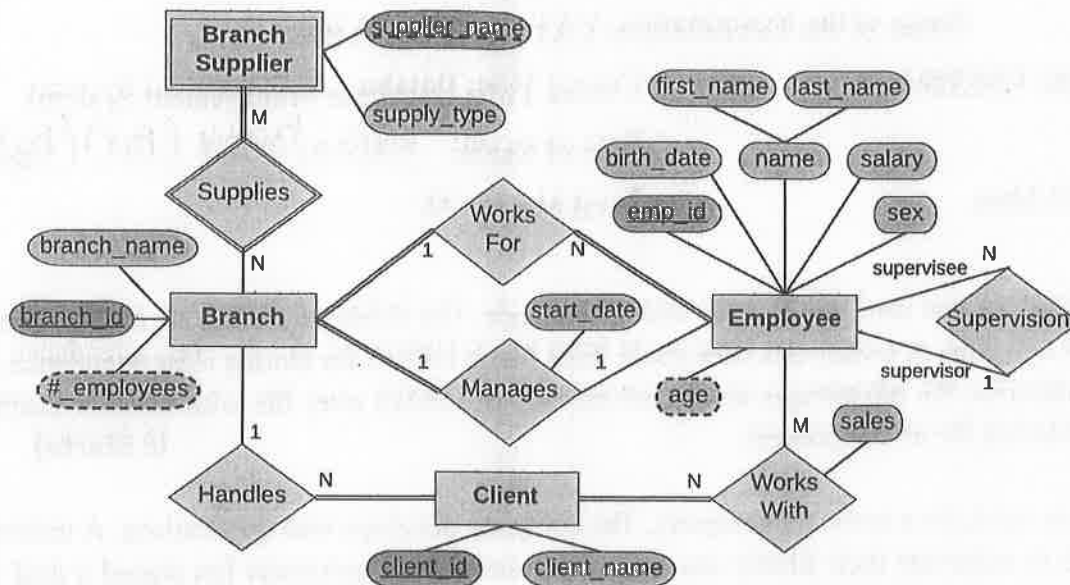 Branch
Supplier
supplier_name
supply_type
M
Supplies
N
branch_name
branch_id
Branch
#_employees
1
Works
For
N
start_date
1
Manages
1
first_name
last_name
birth_date
name
salary
emp_id
sex
Employee
age
supervisee
N
Supervision
supervisor
1
M
sales
Works
With
N
1
Handles
N
Client
client_id
client_name